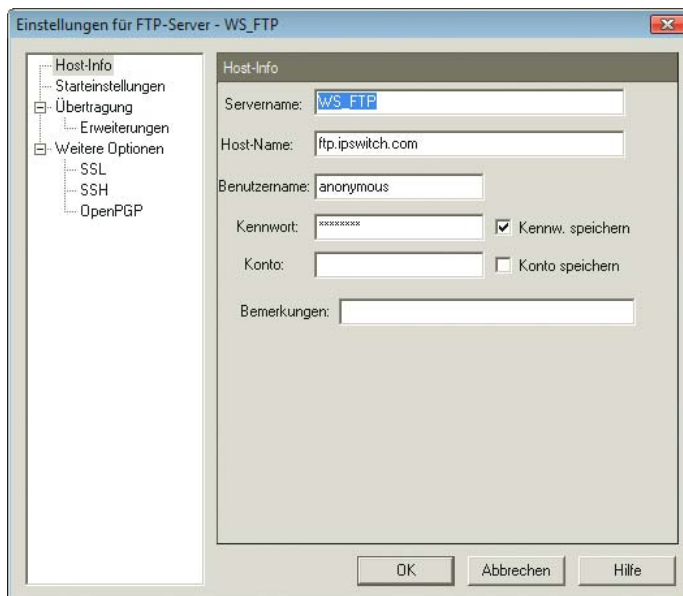 Einstellungen für FTP-Server - WS_FTP
Host-Info
Starteinstellungen
Übertragung
Erweiterungen
Weitere Optionen
SSL
SSH
OpenPGP
Host-Info
Servername: WS_FTP
Host-Name: ftp.ipswitch.com
Benutzername: anonymous
Kennwort: ******** Kennw. speichern
Konto: Konto speichern
Bemerkungen:
OK Abbrechen Hilfe